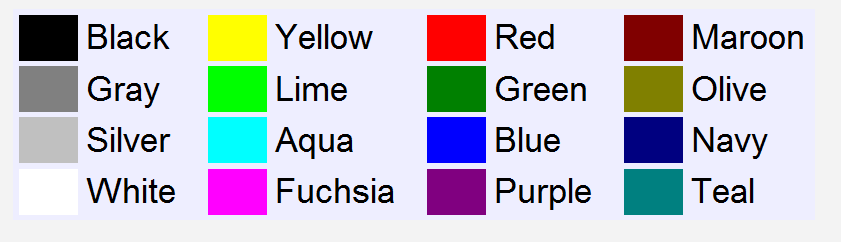 Black Yellow Red Maroon
Gray Lime Green Olive
Silver Aqua Blue Navy
White Fuchsia Purple Teal